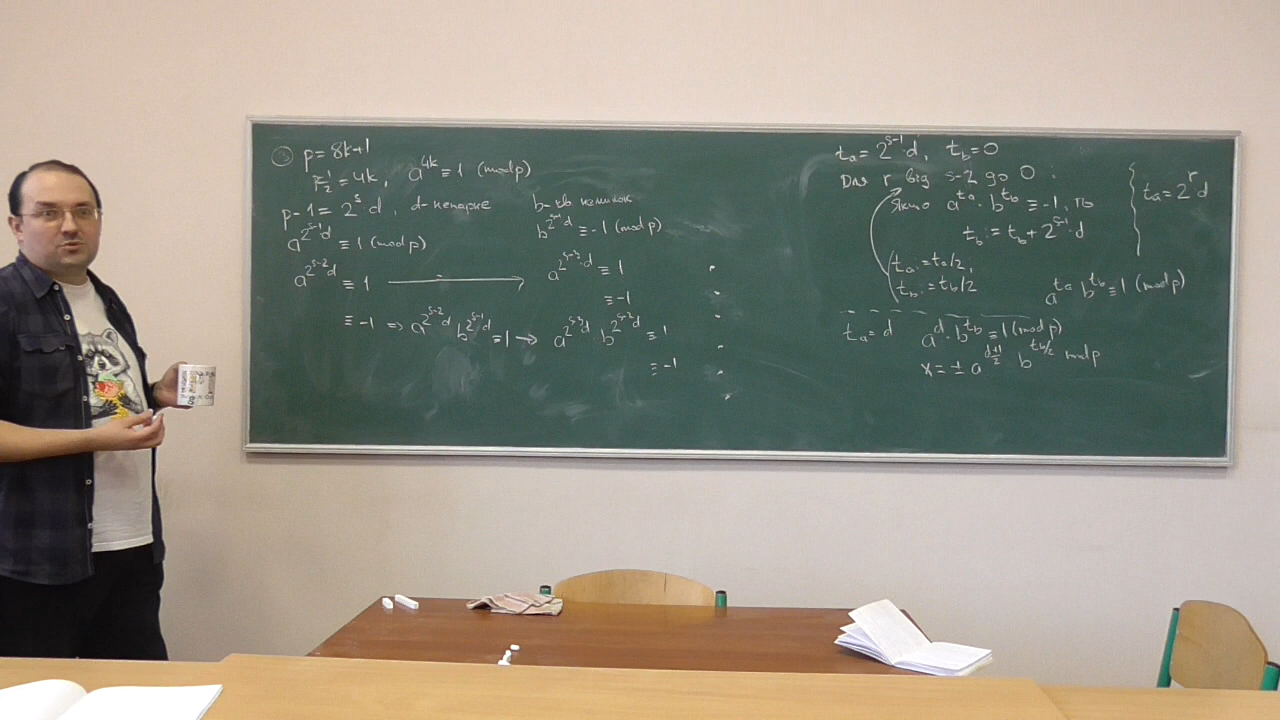 ③ p = 8k+1
(p-1)/2 = 4k, a^{4k} ≡ 1 (mod p)
p-1 = 2^s·d, d - непарне
a^{2^{s-1}d} ≡ 1 (mod p)
a^{2^{s-2}d} ≡ 1 ⟶
≡ -1 ⇒ a^{2^{s-2}d} b^{2^{s-1}d} ≡ 1 →
b - кв нелишок
b^{2^{s-1}·d} ≡ -1 (mod p)
a^{2^{s-3}·d} ≡ 1
≡ -1
a^{2^{s-3}d} b^{2^{s-2}d} ≡ 1
≡ -1
t_a = 2^{s-1}·d, t_b = 0
Для r від s-2 до 0 :
t_a := t_a/2,
t_b := t_b/2
Якщо a^{t_a}·b^{t_b} ≡ -1, то
t_b := t_b + 2^{s-1}·d
t_a = 2^r d
a^{t_a} b^{t_b} ≡ 1 (mod p)
t_a = d a^d·b^{t_b} ≡ 1 (mod p)
x = ± a^{(d+1)/2} b^{t_b/2} mod p